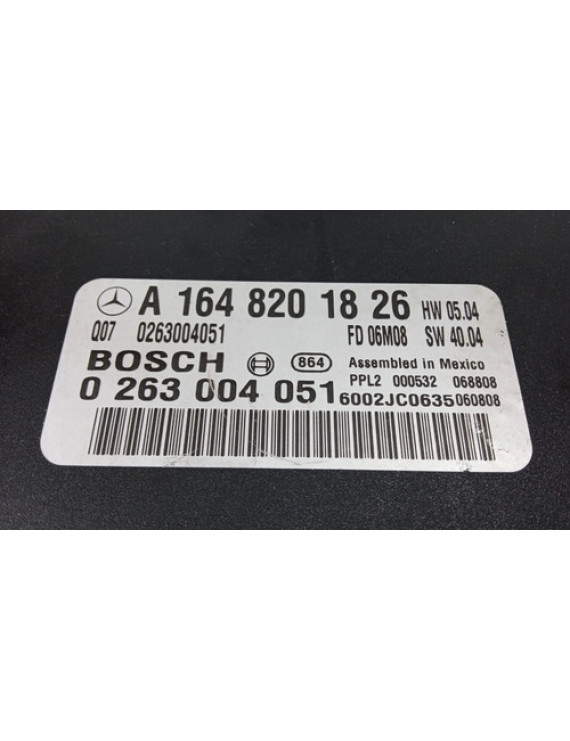 A 164 820 18 26 HW 05.04
Q07 0263004051 FD 06M08 SW 40.04
BOSCH 864 Assembled in Mexico
PPL2 000532 068808
0 263 004 051 6002JC0635 060808